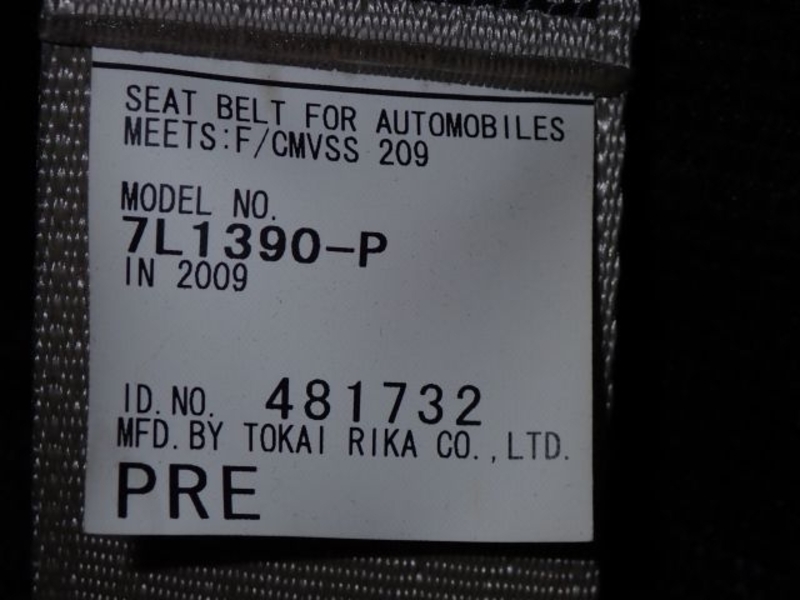 SEAT BELT FOR AUTOMOBILES
MEETS:F/CMVSS 209
MODEL NO.
7L1390-P
IN 2009
ID.NO. 481732
MFD.BY TOKAI RIKA CO.,LTD.
PRE